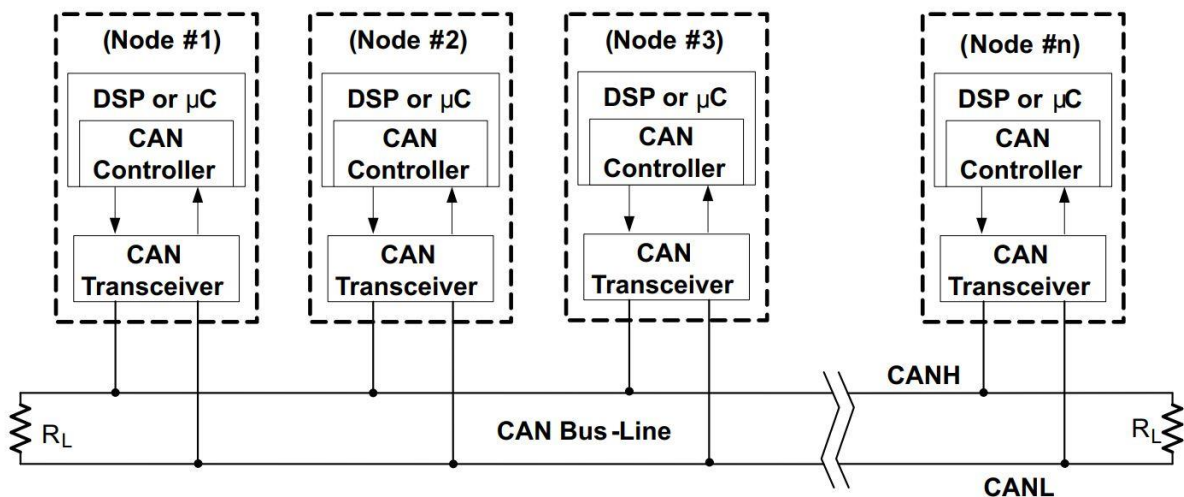 (Node #1)
DSP or µC
CAN
Controller
CAN
Transceiver
(Node #2)
DSP or µC
CAN
Controller
CAN
Transceiver
(Node #3)
DSP or µC
CAN
Controller
CAN
Transceiver
(Node #n)
DSP or µC
CAN
Controller
CAN
Transceiver
CANH
RL
CAN Bus-Line
RL
CANL